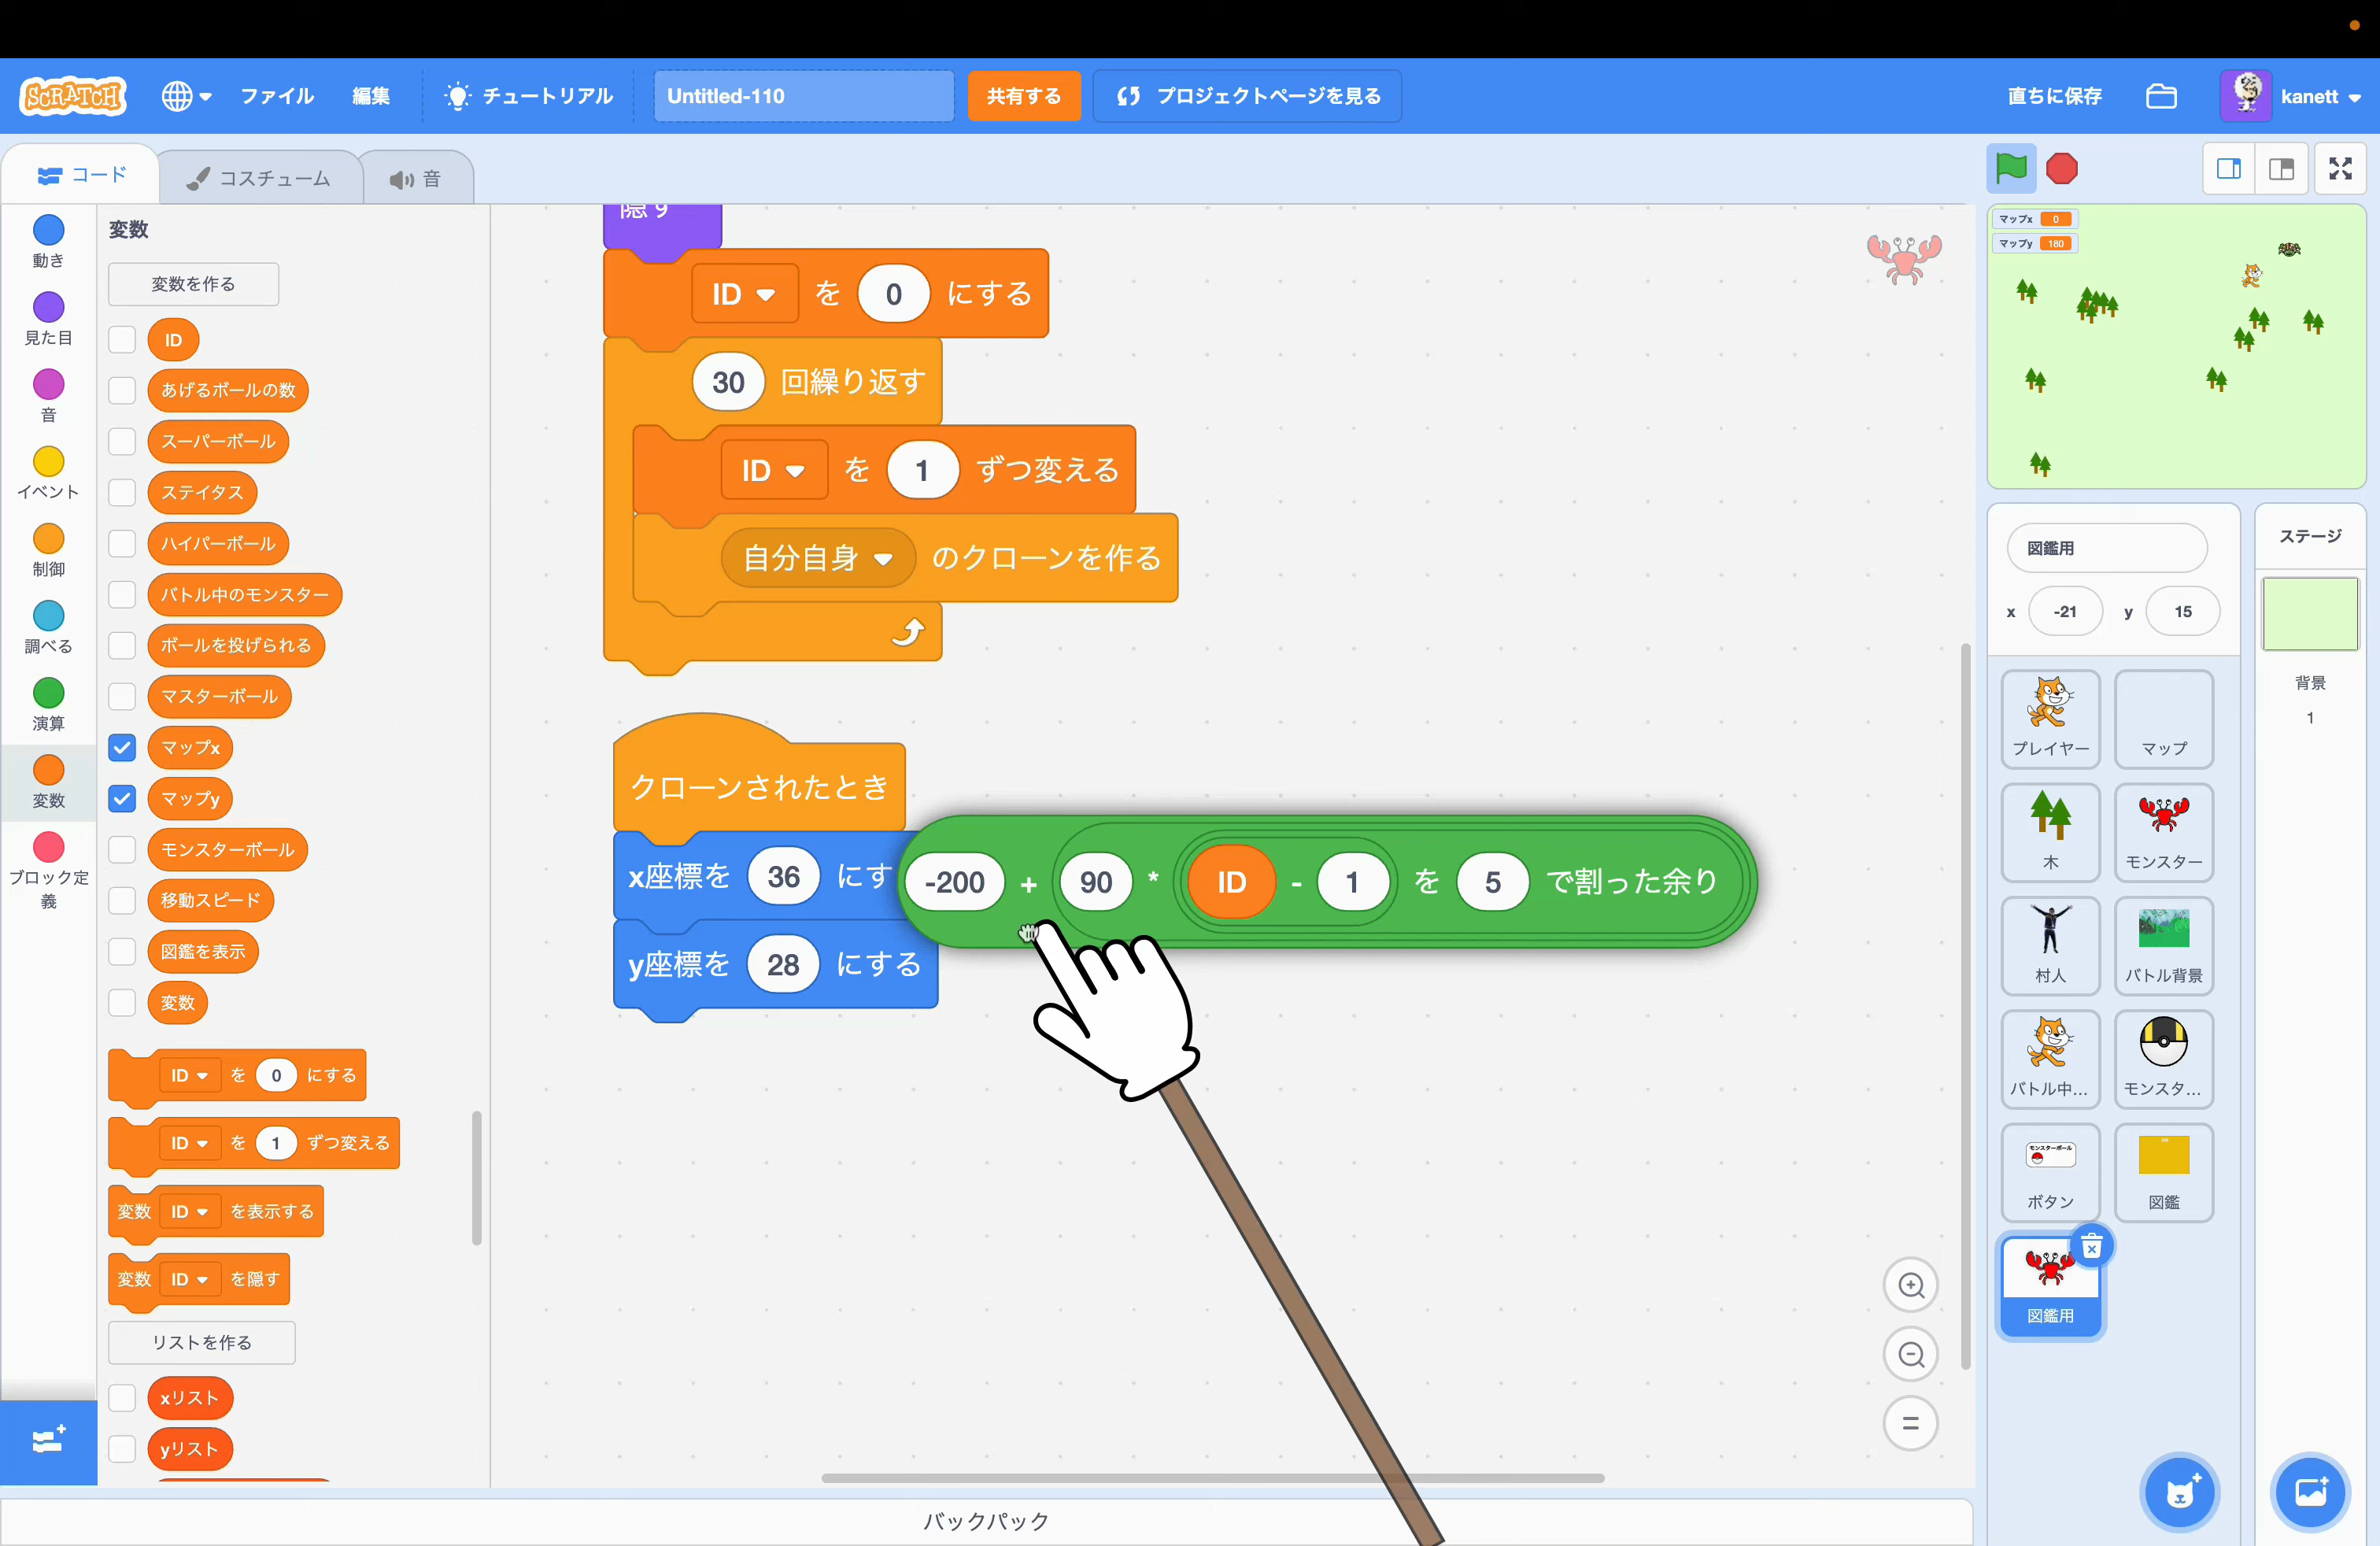 SCRATCH
ファイル
編集
チュートリアル
Untitled-110
共有する
プロジェクトページを見る
直ちに保存
kanett
コード
コスチューム
音
動き
見た目
音
イベント
制御
調べる
演算
変数
ブロック定義
変数
変数を作る
ID
あげるボールの数
スーパーボール
ステイタス
ハイパーボール
バトル中のモンスター
ボールを投げられる
マスターボール
マップx
マップy
モンスターボール
移動スピード
図鑑を表示
変数
ID を 0 にする
ID を 1 ずつ変える
変数 ID を表示する
変数 ID を隠す
リストを作る
xリスト
yリスト
隠す
ID を 0 にする
30 回繰り返す
ID を 1 ずつ変える
自分自身 のクローンを作る
クローンされたとき
x座標を 36 にす
-200 + 90 * ID - 1 を 5 で割った余り
y座標を 28 にする
バックパック
マップx 0
マップy 180
図鑑用
x -21 y 15
プレイヤー
マップ
木
モンスター
村人
バトル背景
バトル中...
モンスタ...
モンスターボール
ボタン
図鑑
図鑑用
ステージ
背景
1